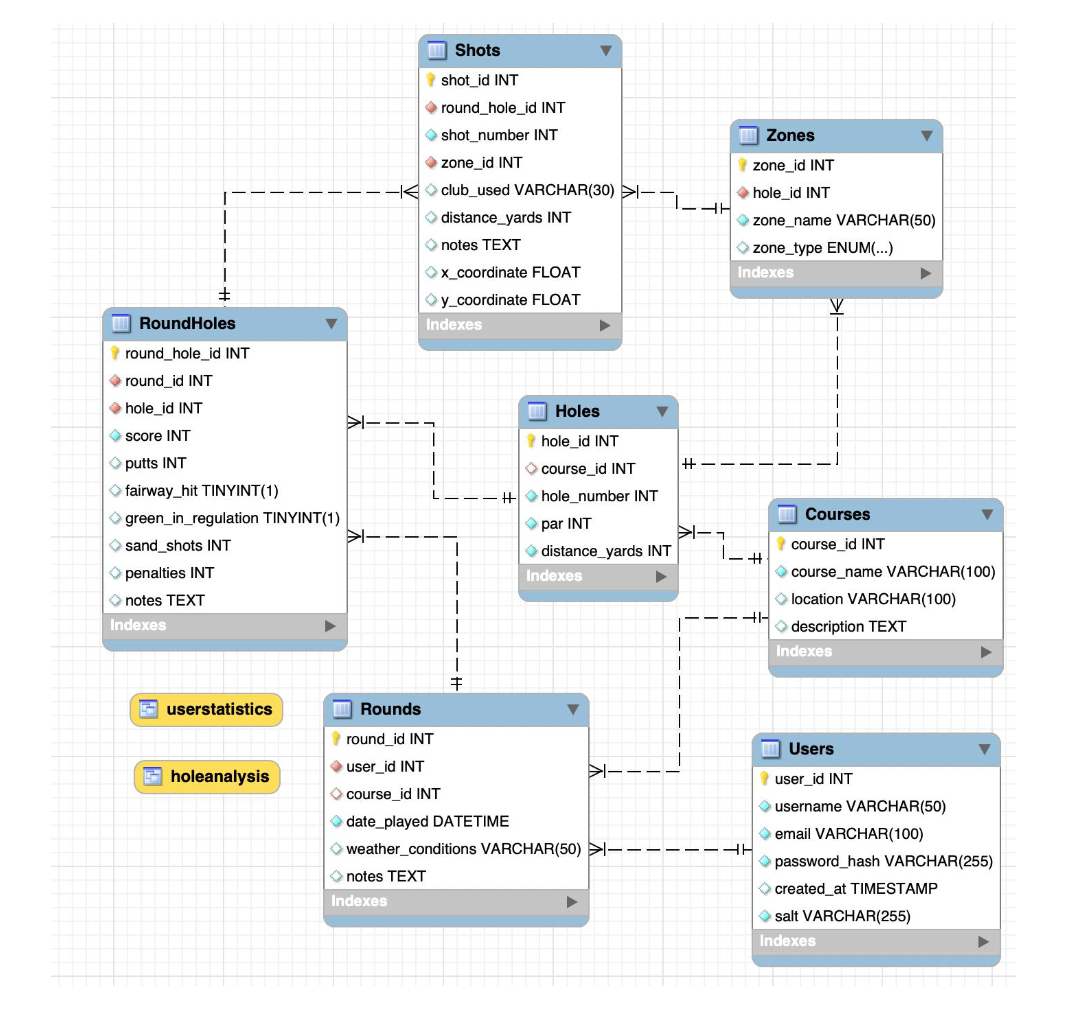 Shots
shot_id INT
round_hole_id INT
shot_number INT
zone_id INT
club_used VARCHAR(30)
distance_yards INT
notes TEXT
x_coordinate FLOAT
y_coordinate FLOAT
Indexes
Zones
zone_id INT
hole_id INT
zone_name VARCHAR(50)
zone_type ENUM(...)
Indexes
RoundHoles
round_hole_id INT
round_id INT
hole_id INT
score INT
putts INT
fairway_hit TINYINT(1)
green_in_regulation TINYINT(1)
sand_shots INT
penalties INT
notes TEXT
Indexes
Holes
hole_id INT
course_id INT
hole_number INT
par INT
distance_yards INT
Indexes
Courses
course_id INT
course_name VARCHAR(100)
location VARCHAR(100)
description TEXT
Indexes
userstatistics
holeanalysis
Rounds
round_id INT
user_id INT
course_id INT
date_played DATETIME
weather_conditions VARCHAR(50)
notes TEXT
Indexes
Users
user_id INT
username VARCHAR(50)
email VARCHAR(100)
password_hash VARCHAR(255)
created_at TIMESTAMP
salt VARCHAR(255)
Indexes